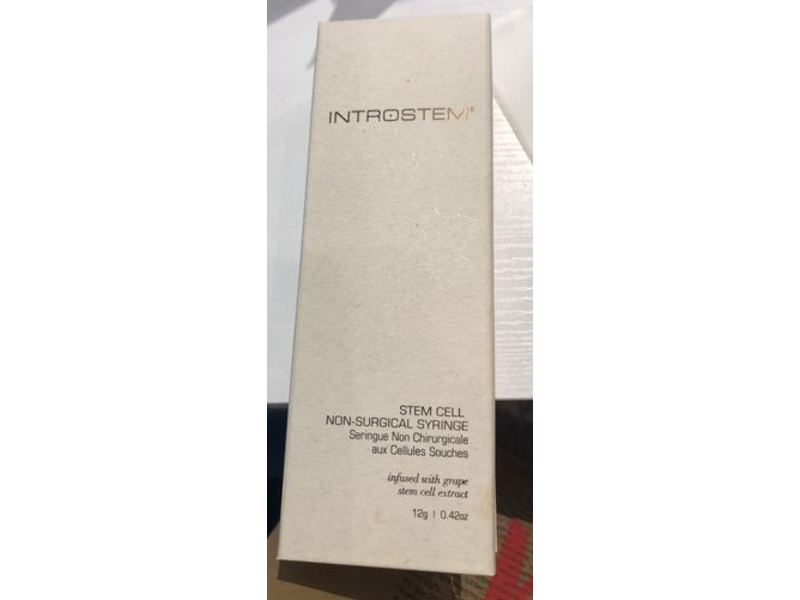 INTROSTEM
STEM CELL
NON-SURGICAL SYRINGE
Seringue Non Chirurgicale
aux Cellules Souches
infused with grape
stem cell extract
12g | 0.42oz